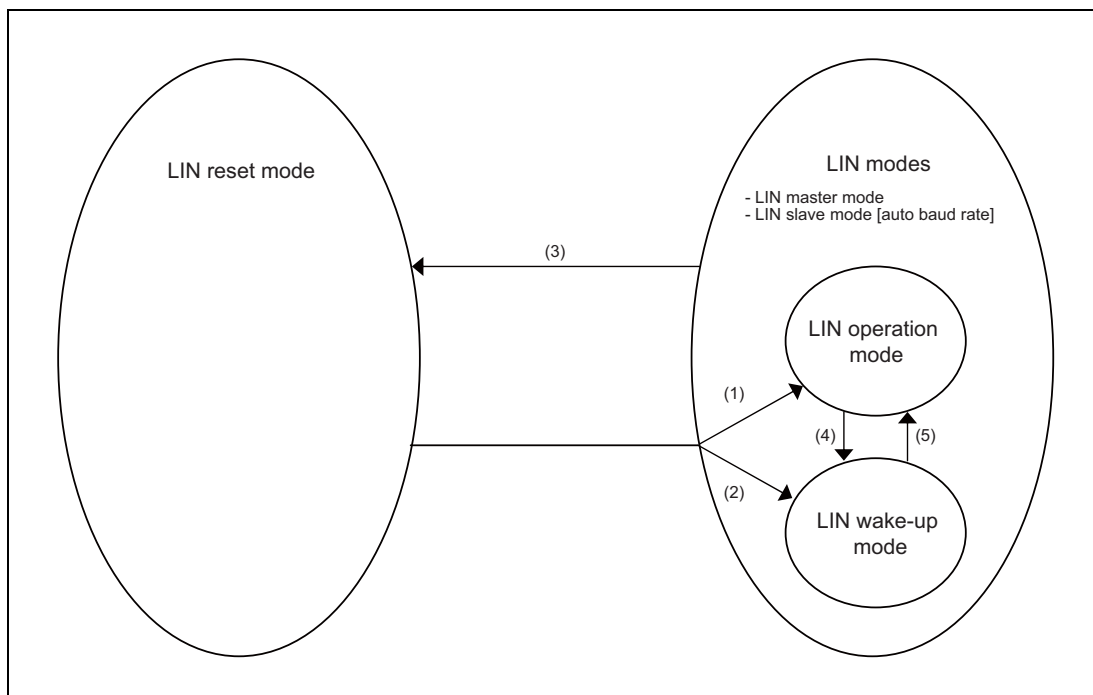 LIN reset mode
LIN modes
- LIN master mode
- LIN slave mode [auto baud rate]
(3)
LIN operation
mode
(1)
(4)
(5)
(2)
LIN wake-up
mode